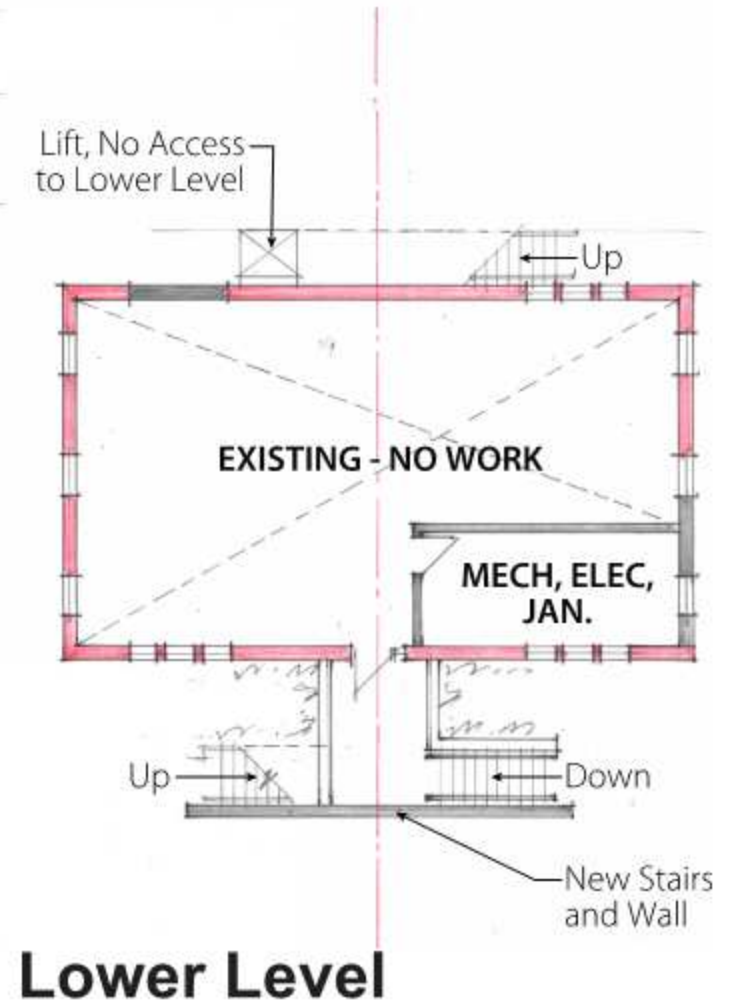 Lift, No Access
to Lower Level
Up
EXISTING - NO WORK
MECH, ELEC,
JAN.
Up
Down
New Stairs
and Wall
Lower Level